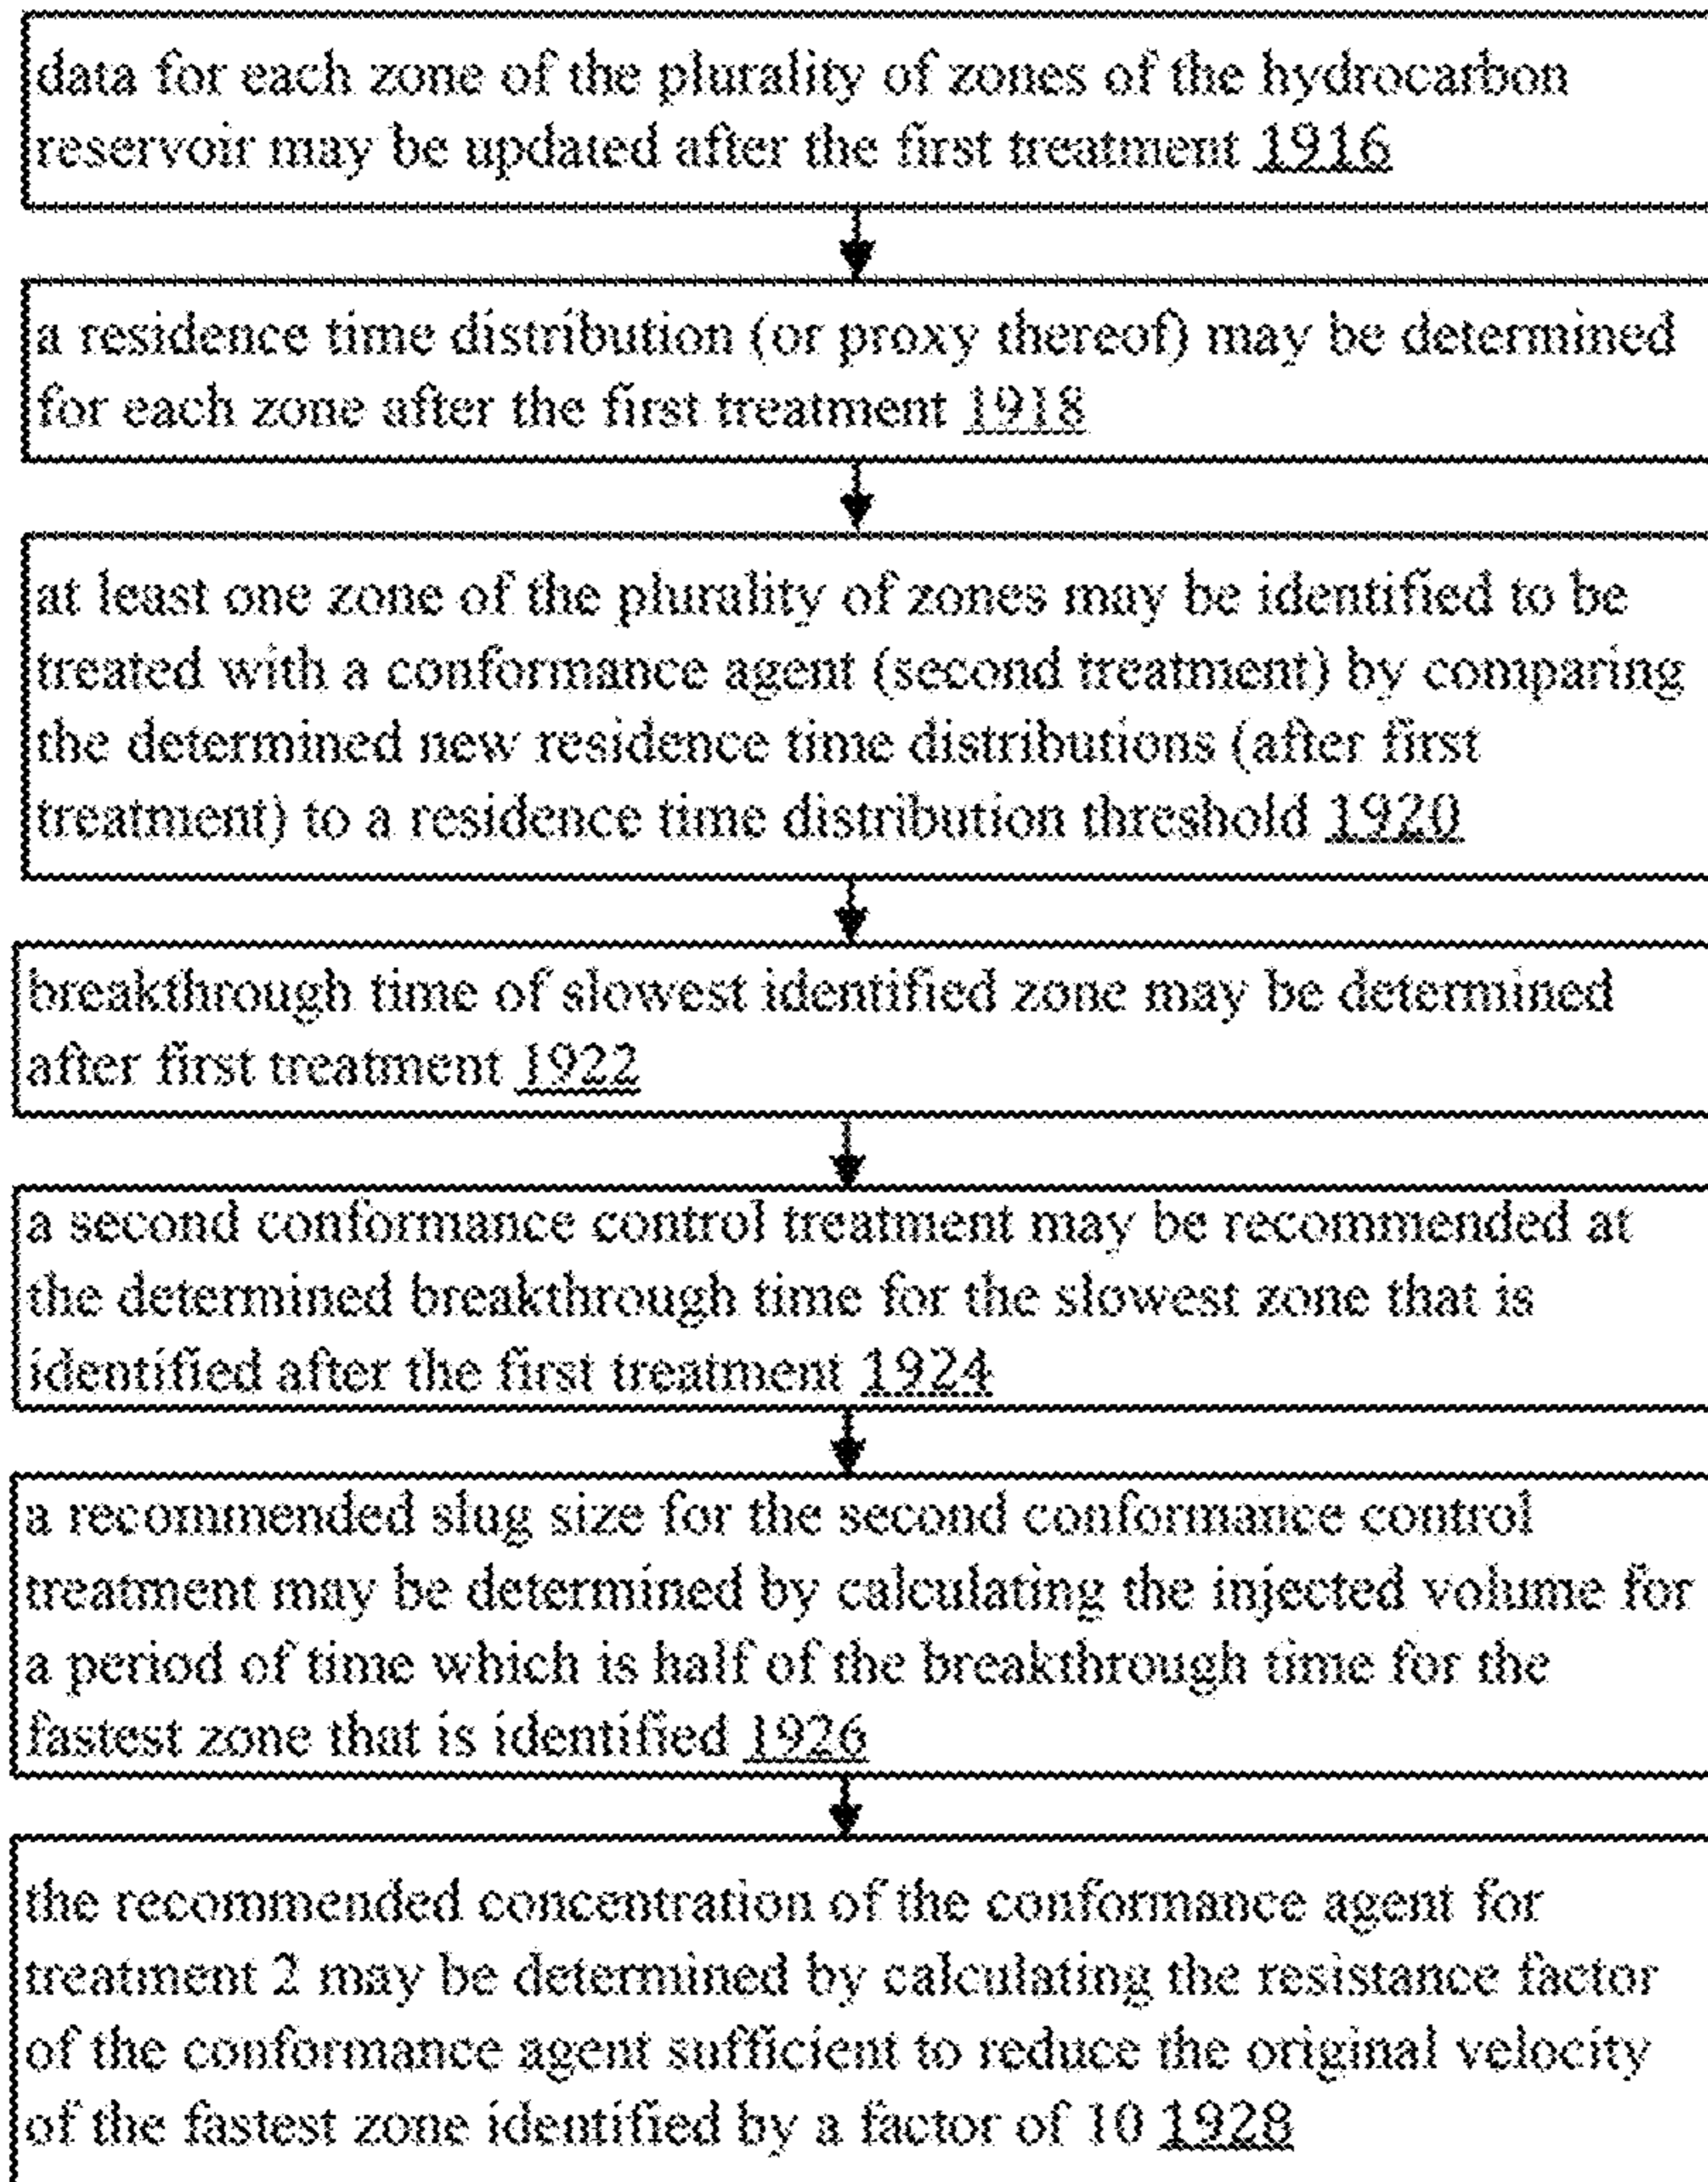 data for each zone of the plurality of zones of the hydrocarbon
reservoir may be updated after the first treatment 1916
a residence time distribution (or proxy thereof) may be determined
for each zone after the first treatment 1918
at least one zone of the plurality of zones may be identified to be
treated with a conformance agent (second treatment) by comparing
the determined new residence time distributions (after first
treatment) to a residence time distribution threshold 1920
breakthrough time of slowest identified zone may be determined
after first treatment 1922
a second conformance control treatment may be recommended at
the determined breakthrough time for the slowest zone that is
identified after the first treatment 1924
a recommended slug size for the second conformance control
treatment may be determined by calculating the injected volume for
a period of time which is half of the breakthrough time for the
fastest zone that is identified 1926
the recommended concentration of the conformance agent for
treatment 2 may be determined by calculating the resistance factor
of the conformance agent sufficient to reduce the original velocity
of the fastest zone identified by a factor of 10 1928